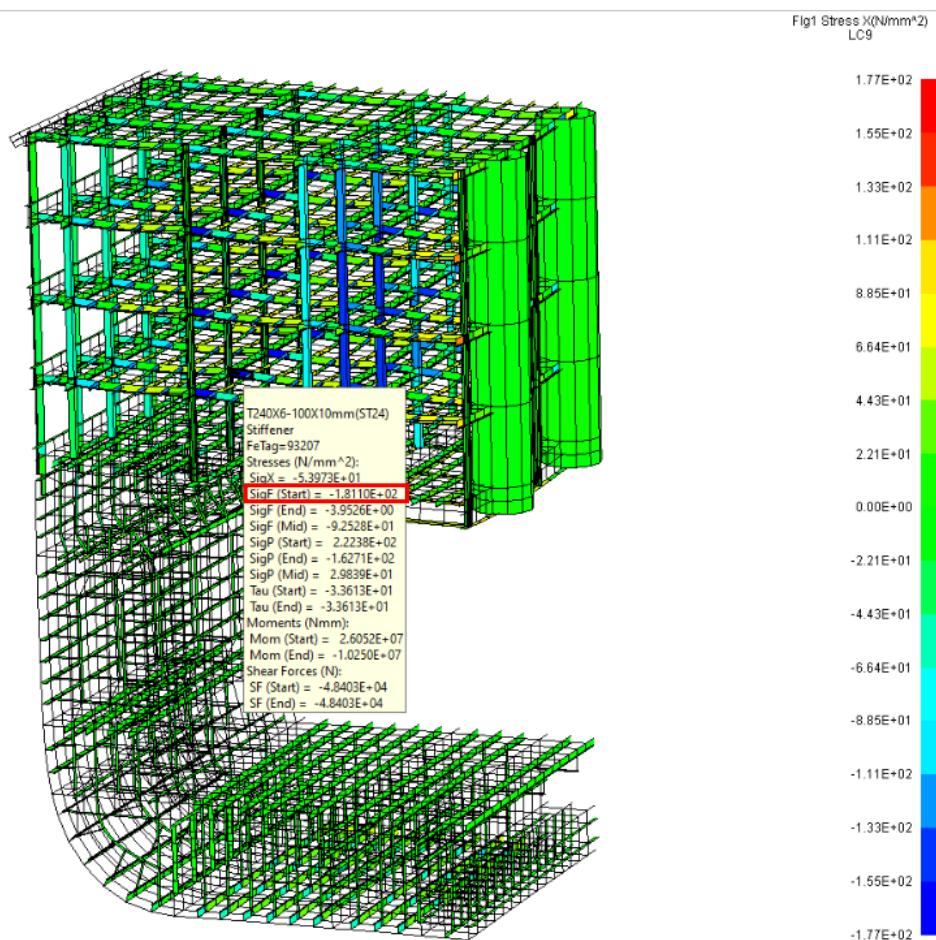 Flg1 Stress X(N/mm^2)
LC9
1.77E+02
1.55E+02
1.33E+02
1.11E+02
8.85E+01
6.64E+01
4.43E+01
2.21E+01
0.00E+00
-2.21E+01
-4.43E+01
-6.64E+01
-8.85E+01
-1.11E+02
-1.33E+02
-1.55E+02
-1.77E+02
T240X6-100X10mm(ST24)
Stiffener
FeTag=93207
Stresses (N/mm^2):
SigX = -5.3973E+01
SigF (Start) = -1.8110E+02
SigF (End) = -3.9526E+00
SigF (Mid) = -9.2528E+01
SigP (Start) = 2.2238E+02
SigP (End) = -1.6271E+02
SigP (Mid) = 2.9839E+01
Tau (Start) = -3.3613E+01
Tau (End) = -3.3613E+01
Moments (Nmm):
Mom (Start) = 2.6052E+07
Mom (End) = -1.0250E+07
Shear Forces (N):
SF (Start) = -4.8403E+04
SF (End) = -4.8403E+04